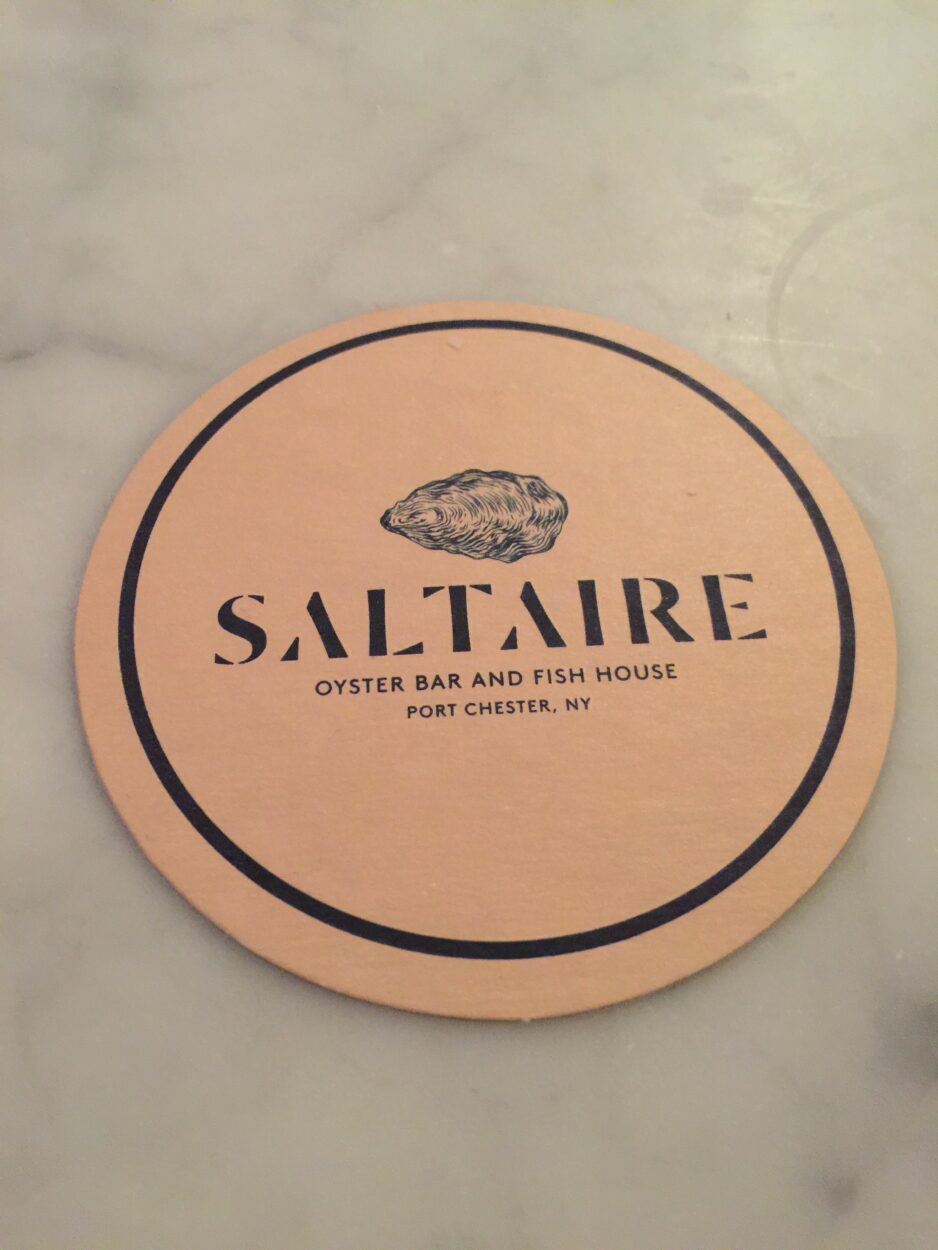 SALTAIRE
OYSTER BAR AND FISH HOUSE
PORT CHESTER, NY